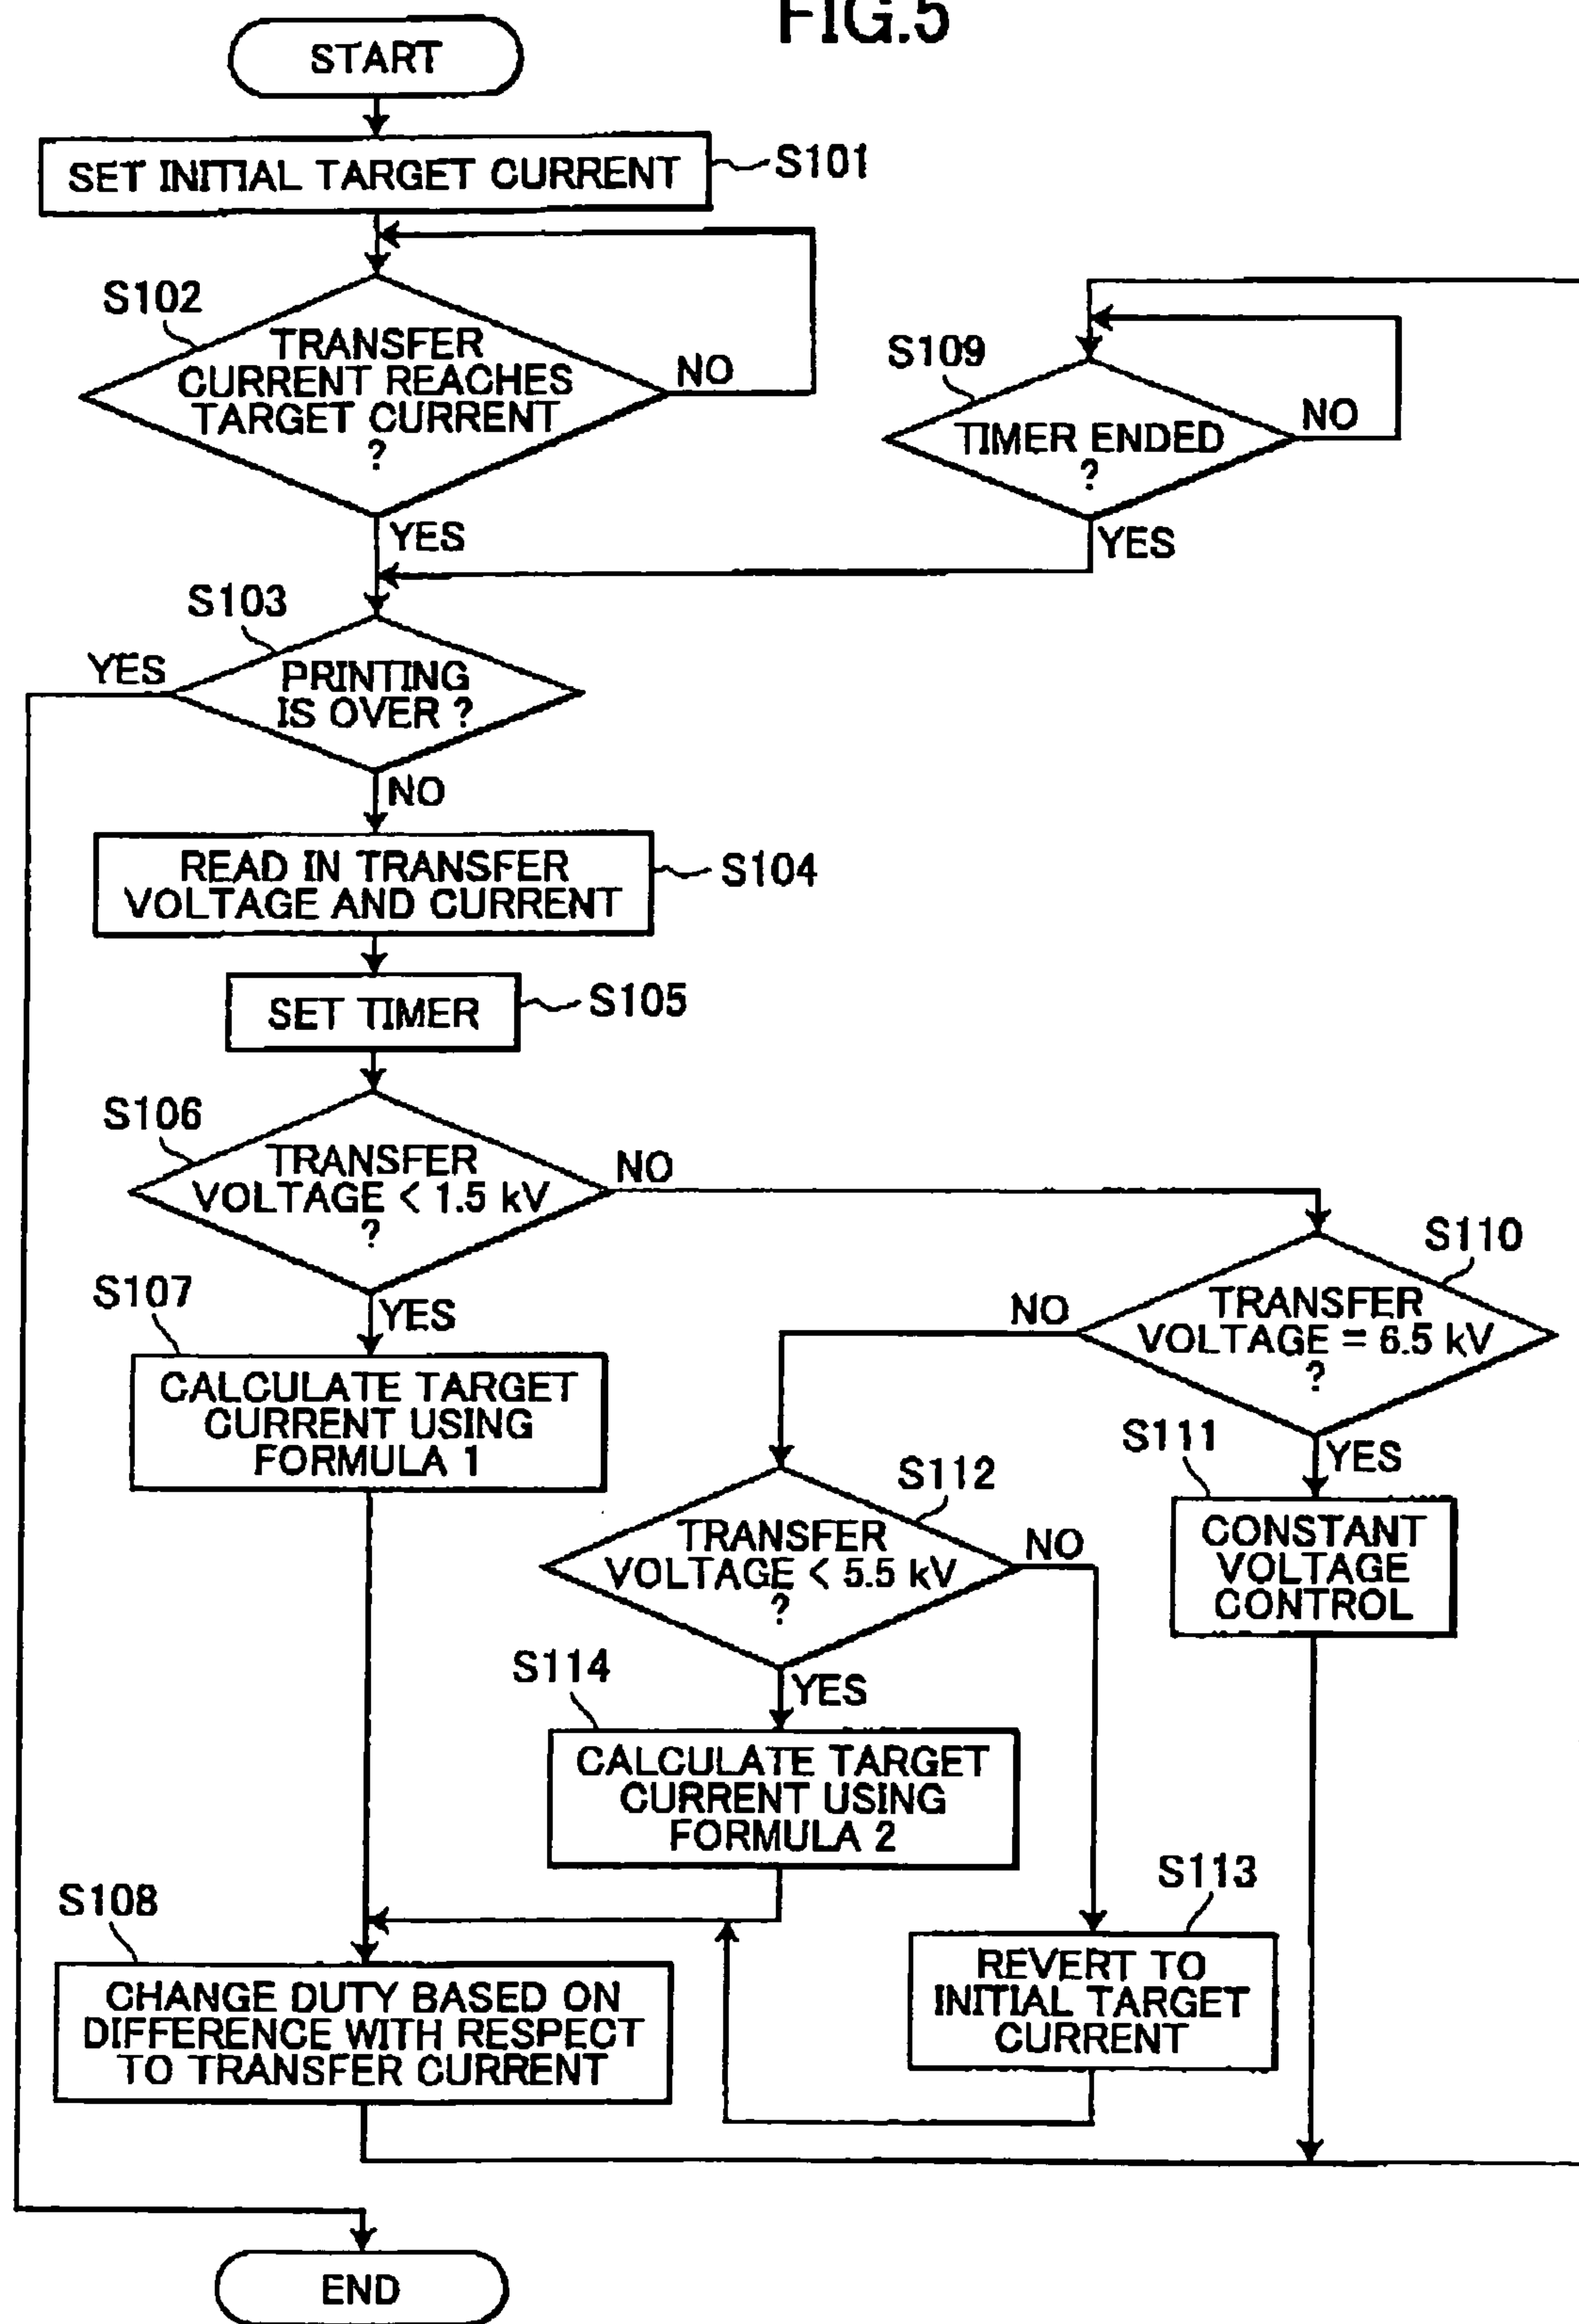 FIG.5
START
SET INITIAL TARGET CURRENT
S101
S102
TRANSFER
CURRENT REACHES
TARGET CURRENT
?
NO
YES
S109
TIMER ENDED
?
NO
YES
S103
PRINTING
IS OVER ?
YES
NO
READ IN TRANSFER
VOLTAGE AND CURRENT
S104
SET TIMER
S105
S106
TRANSFER
VOLTAGE < 1.5 kV
?
NO
YES
S107
CALCULATE TARGET
CURRENT USING
FORMULA 1
S110
TRANSFER
VOLTAGE = 6.5 kV
?
NO
YES
S111
CONSTANT
VOLTAGE
CONTROL
S112
TRANSFER
VOLTAGE < 5.5 kV
?
NO
YES
S114
CALCULATE TARGET
CURRENT USING
FORMULA 2
S113
REVERT TO
INITIAL TARGET
CURRENT
S108
CHANGE DUTY BASED ON
DIFFERENCE WITH RESPECT
TO TRANSFER CURRENT
END